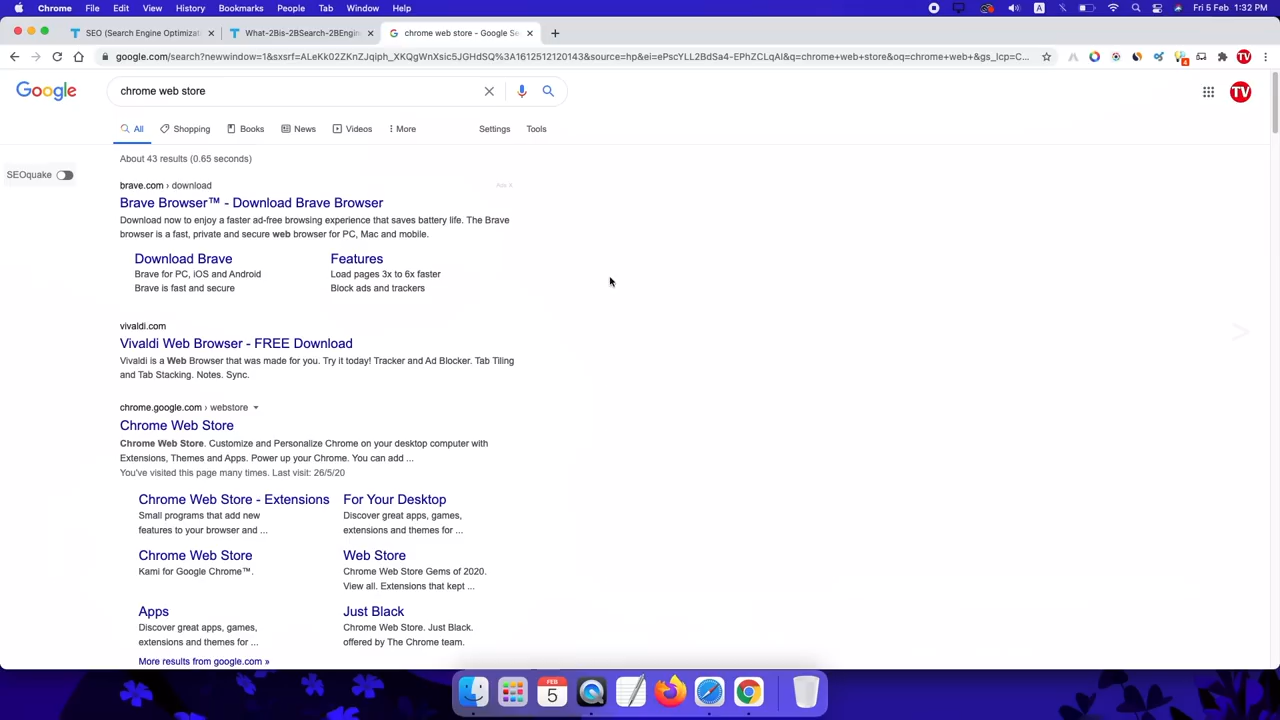 Chrome File Edit View History Bookmarks People Tab Window Help
A
Fri 5 Feb 1:32 PM
SEO (Search Engine Optimizat
What-2Bis-2BSearch-2BEngin
chrome web store - Google Se
google.com/search?newwindow=1&sxsrf=ALeKk02ZKnZJqlph_XKQgWnXsic5JGHdSQ%3A1612512120143&source=hp&ei=ePscYLL2BdSa4-EPhZCLqAI&q=chrome+web+store&oq=chrome+web+&gs_lcp=C...
4
TV
Google
chrome web store
TV
All Shopping Books News Videos More Settings Tools
About 43 results (0.65 seconds)
SEOquake
brave.com › download
Ads X
Brave Browser™ - Download Brave Browser
Download now to enjoy a faster ad-free browsing experience that saves battery life. The Brave
browser is a fast, private and secure web browser for PC, Mac and mobile.
Download Brave
Brave for PC, iOS and Android
Brave is fast and secure
Features
Load pages 3x to 6x faster
Block ads and trackers
vivaldi.com
Vivaldi Web Browser - FREE Download
Vivaldi is a Web Browser that was made for you. Try it today! Tracker and Ad Blocker. Tab Tiling
and Tab Stacking. Notes. Sync.
chrome.google.com › webstore
Chrome Web Store
Chrome Web Store. Customize and Personalize Chrome on your desktop computer with
Extensions, Themes and Apps. Power up your Chrome. You can add ...
You've visited this page many times. Last visit: 26/5/20
Chrome Web Store - Extensions
Small programs that add new
features to your browser and ...
For Your Desktop
Discover great apps, games,
extensions and themes for ...
Chrome Web Store
Kami for Google Chrome™.
Web Store
Chrome Web Store Gems of 2020.
View all. Extensions that kept ...
Apps
Discover great apps, games,
extensions and themes for ...
Just Black
Chrome Web Store. Just Black.
offered by The Chrome team.
More results from google.com »
FEB
5